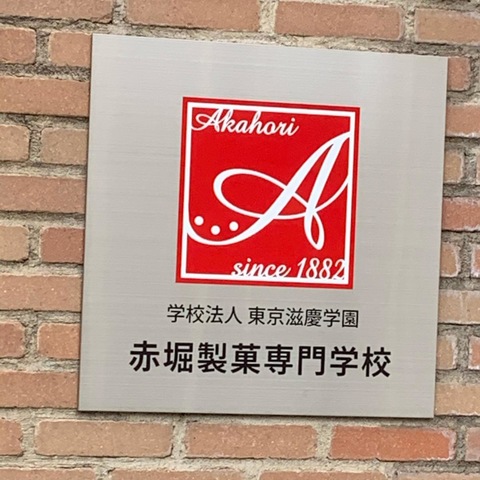 Akahori
A
since 1882
学校法人 東京滋慶学園
赤堀製菓専門学校